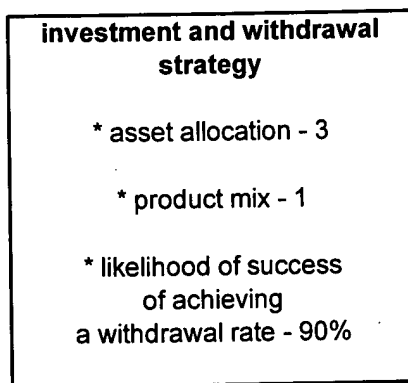 investment and withdrawal
strategy
* asset allocation - 3
* product mix - 1
* likelihood of success
of achieving
a withdrawal rate - 90%